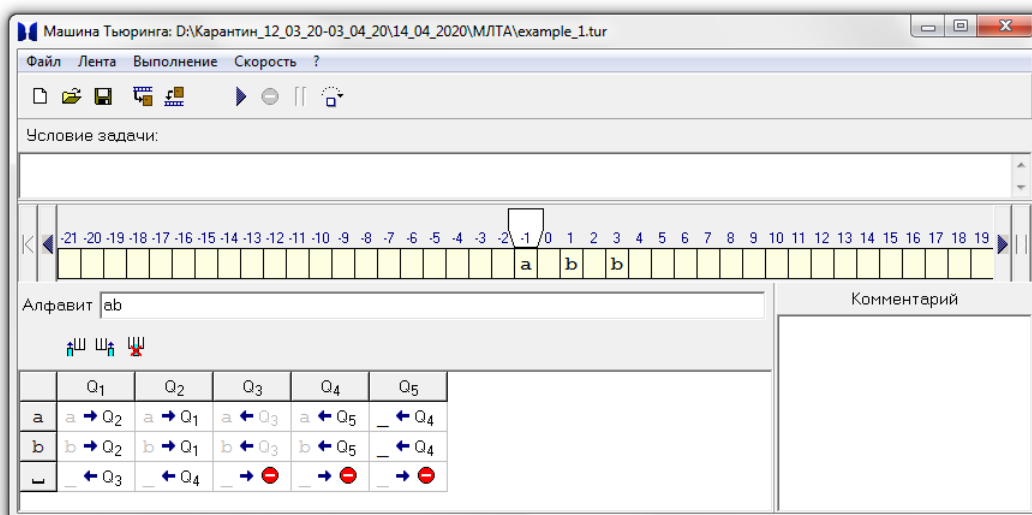 Машина Тьюринга: D:\Карантин_12_03_20-03_04_20\14_04_2020\МЛТА\example_1.tur
Файл Лента Выполнение Скорость ?
Условие задачи:
-21 -20 -19 -18 -17 -16 -15 -14 -13 -12 -11 -10 -9 -8 -7 -6 -5 -4 -3 -2 -1 0 1 2 3 4 5 6 7 8 9 10 11 12 13 14 15 16 17 18 19
a b b
Алфавит ab
Комментарий
Q1 Q2 Q3 Q4 Q5
a a → Q2 a → Q1 a ← Q3 a ← Q5 _ ← Q4
b b → Q2 b → Q1 b ← Q3 b ← Q5 _ ← Q4
␣ _ ← Q3 _ ← Q4 _ → _ → _ →